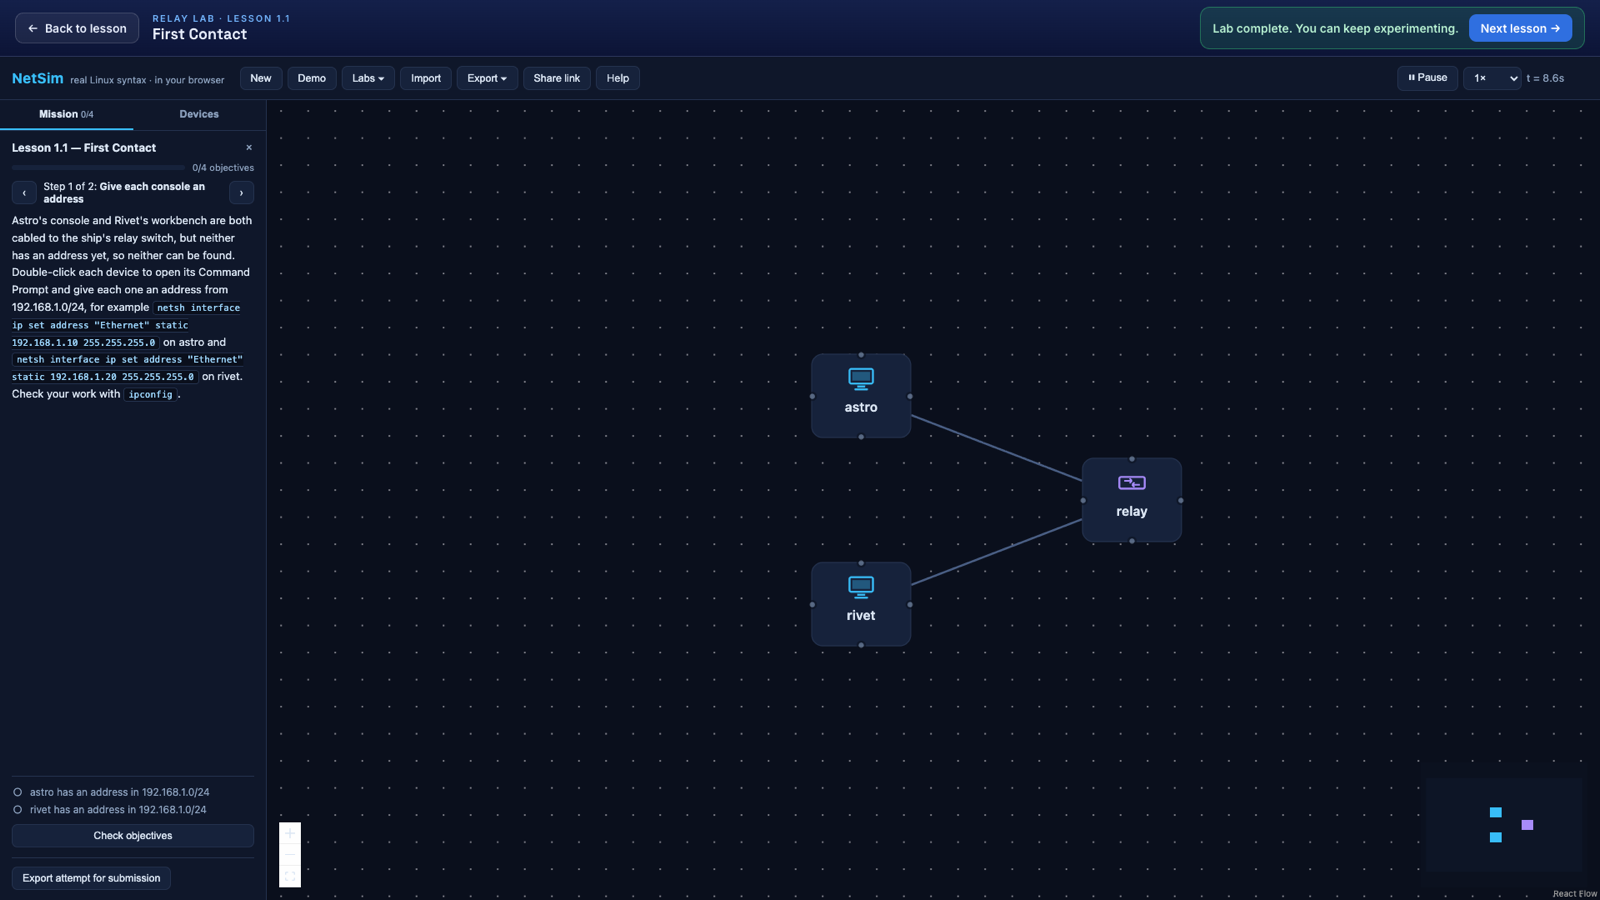 ← Back to lesson
RELAY LAB · LESSON 1.1
First Contact
Lab complete. You can keep experimenting.
Next lesson →
NetSim real Linux syntax · in your browser
New
Demo
Labs
Import
Export
Share link
Help
Pause
1×
t = 8.6s
Mission 0/4
Devices
Lesson 1.1 — First Contact
×
0/4 objectives
‹
Step 1 of 2: Give each console an
address
›
Astro's console and Rivet's workbench are both
cabled to the ship's relay switch, but neither
has an address yet, so neither can be found.
Double-click each device to open its Command
Prompt and give each one an address from
192.168.1.0/24, for example netsh interface
ip set address "Ethernet" static
192.168.1.10 255.255.255.0 on astro and
netsh interface ip set address "Ethernet"
static 192.168.1.20 255.255.255.0 on rivet.
Check your work with ipconfig.
astro
relay
rivet
astro has an address in 192.168.1.0/24
rivet has an address in 192.168.1.0/24
Check objectives
Export attempt for submission
React Flow